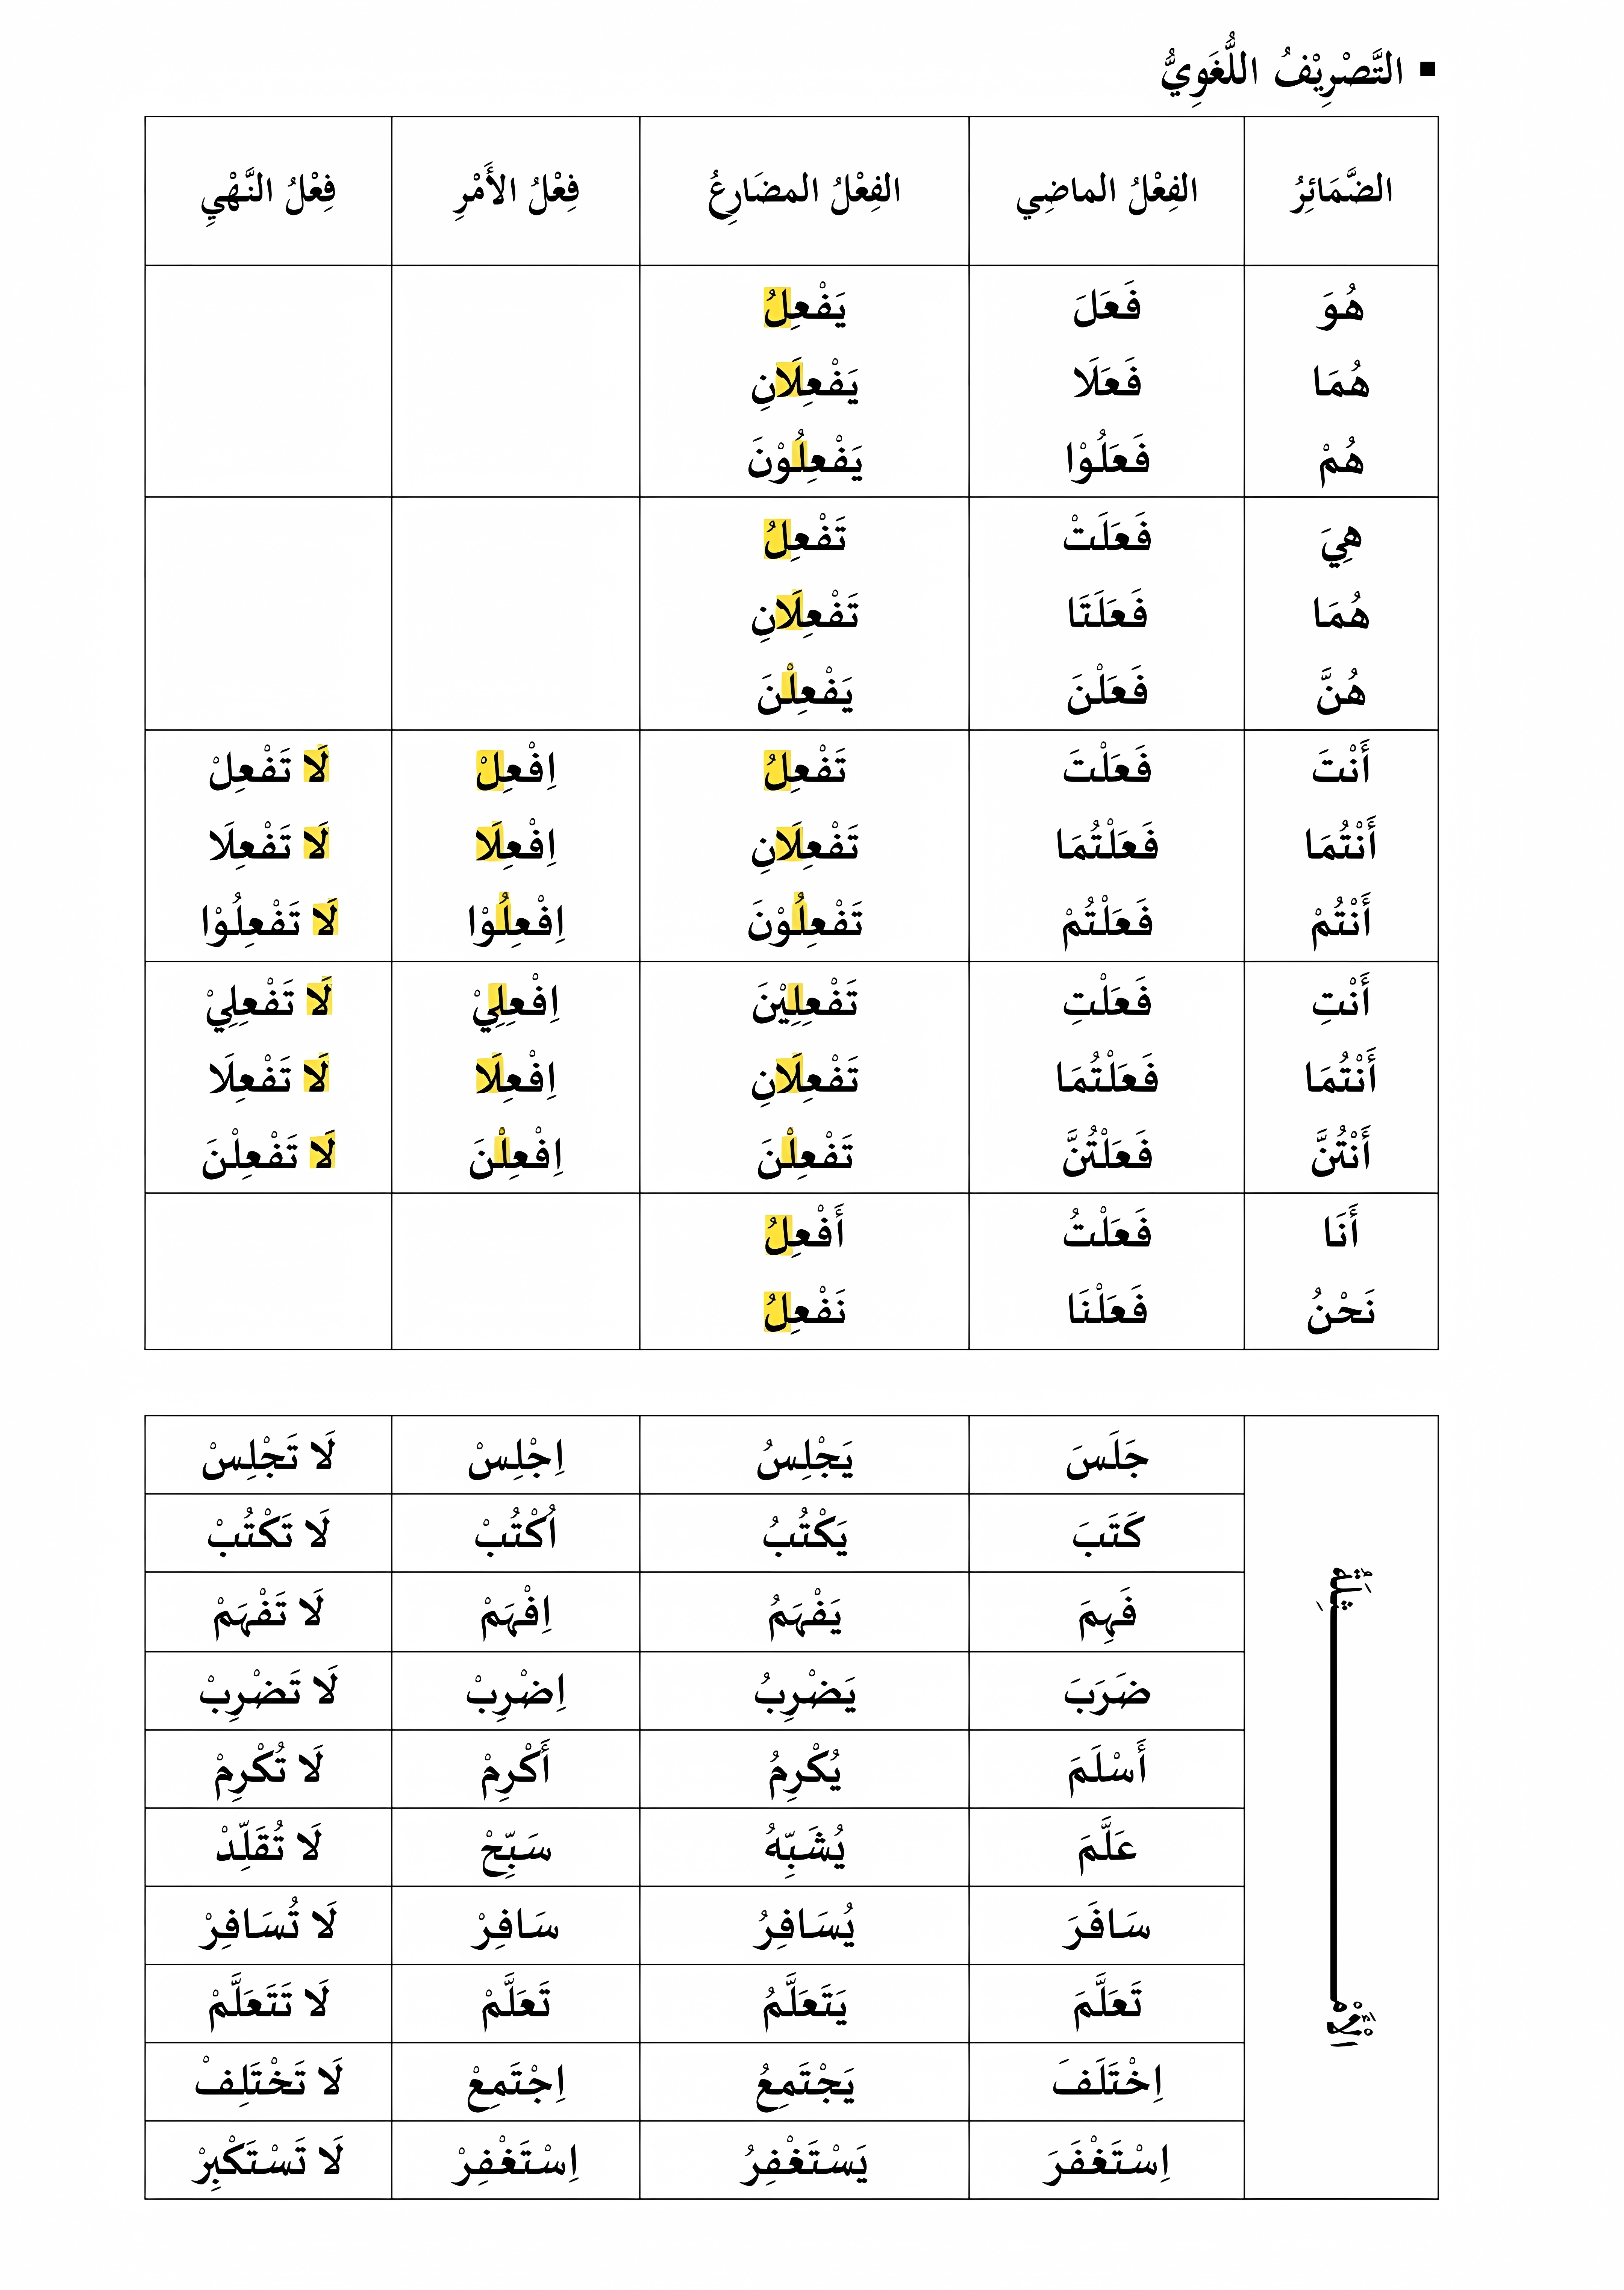 ▪ التَّصْرِيْفُ اللُّغَوِيُّ
الضَّمَائِرُ الفِعْلُ الماضِي الفِعْلُ المضَارِعُ فِعْلُ الأَمْرِ فِعْلُ النَّهْيِ
هُوَ فَعَلَ يَفْعِلُ
هُمَا فَعَلَا يَفْعِلَانِ
هُمْ فَعَلُوْا يَفْعِلُوْنَ
هِيَ فَعَلَتْ تَفْعِلُ
هُمَا فَعَلَتَا تَفْعِلَانِ
هُنَّ فَعَلْنَ يَفْعِلْنَ
أَنْتَ فَعَلْتَ تَفْعِلُ اِفْعِلْ لَا تَفْعِلْ
أَنْتُمَا فَعَلْتُمَا تَفْعِلَانِ اِفْعِلَا لَا تَفْعِلَا
أَنْتُمْ فَعَلْتُمْ تَفْعِلُوْنَ اِفْعِلُوْا لَا تَفْعِلُوْا
أَنْتِ فَعَلْتِ تَفْعِلِيْنَ اِفْعِلِيْ لَا تَفْعِلِيْ
أَنْتُمَا فَعَلْتُمَا تَفْعِلَانِ اِفْعِلَا لَا تَفْعِلَا
أَنْتُنَّ فَعَلْتُنَّ تَفْعِلْنَ اِفْعِلْنَ لَا تَفْعِلْنَ
أَنَا فَعَلْتُ أَفْعِلُ
نَحْنُ فَعَلْنَا نَفْعِلُ
جَلَسَ يَجْلِسُ اِجْلِسْ لَا تَجْلِسْ
كَتَبَ يَكْتُبُ اُكْتُبْ لَا تَكْتُبْ
فَهِمَ يَفْهَمُ اِفْهَمْ لَا تَفْهَمْ
ضَرَبَ يَضْرِبُ اِضْرِبْ لَا تَضْرِبْ
أَسْلَمَ يُكْرِمُ أَكْرِمْ لَا تُكْرِمْ
عَلَّمَ يُشَبِّهُ سَبِّحْ لَا تُقَلِّدْ
سَافَرَ يُسَافِرُ سَافِرْ لَا تُسَافِرْ
تَعَلَّمَ يَتَعَلَّمُ تَعَلَّمْ لَا تَتَعَلَّمْ
اِخْتَلَفَ يَجْتَمِعُ اِجْتَمِعْ لَا تَخْتَلِفْ
اِسْتَغْفَرَ يَسْتَغْفِرُ اِسْتَغْفِرْ لَا تَسْتَكْبِرْ